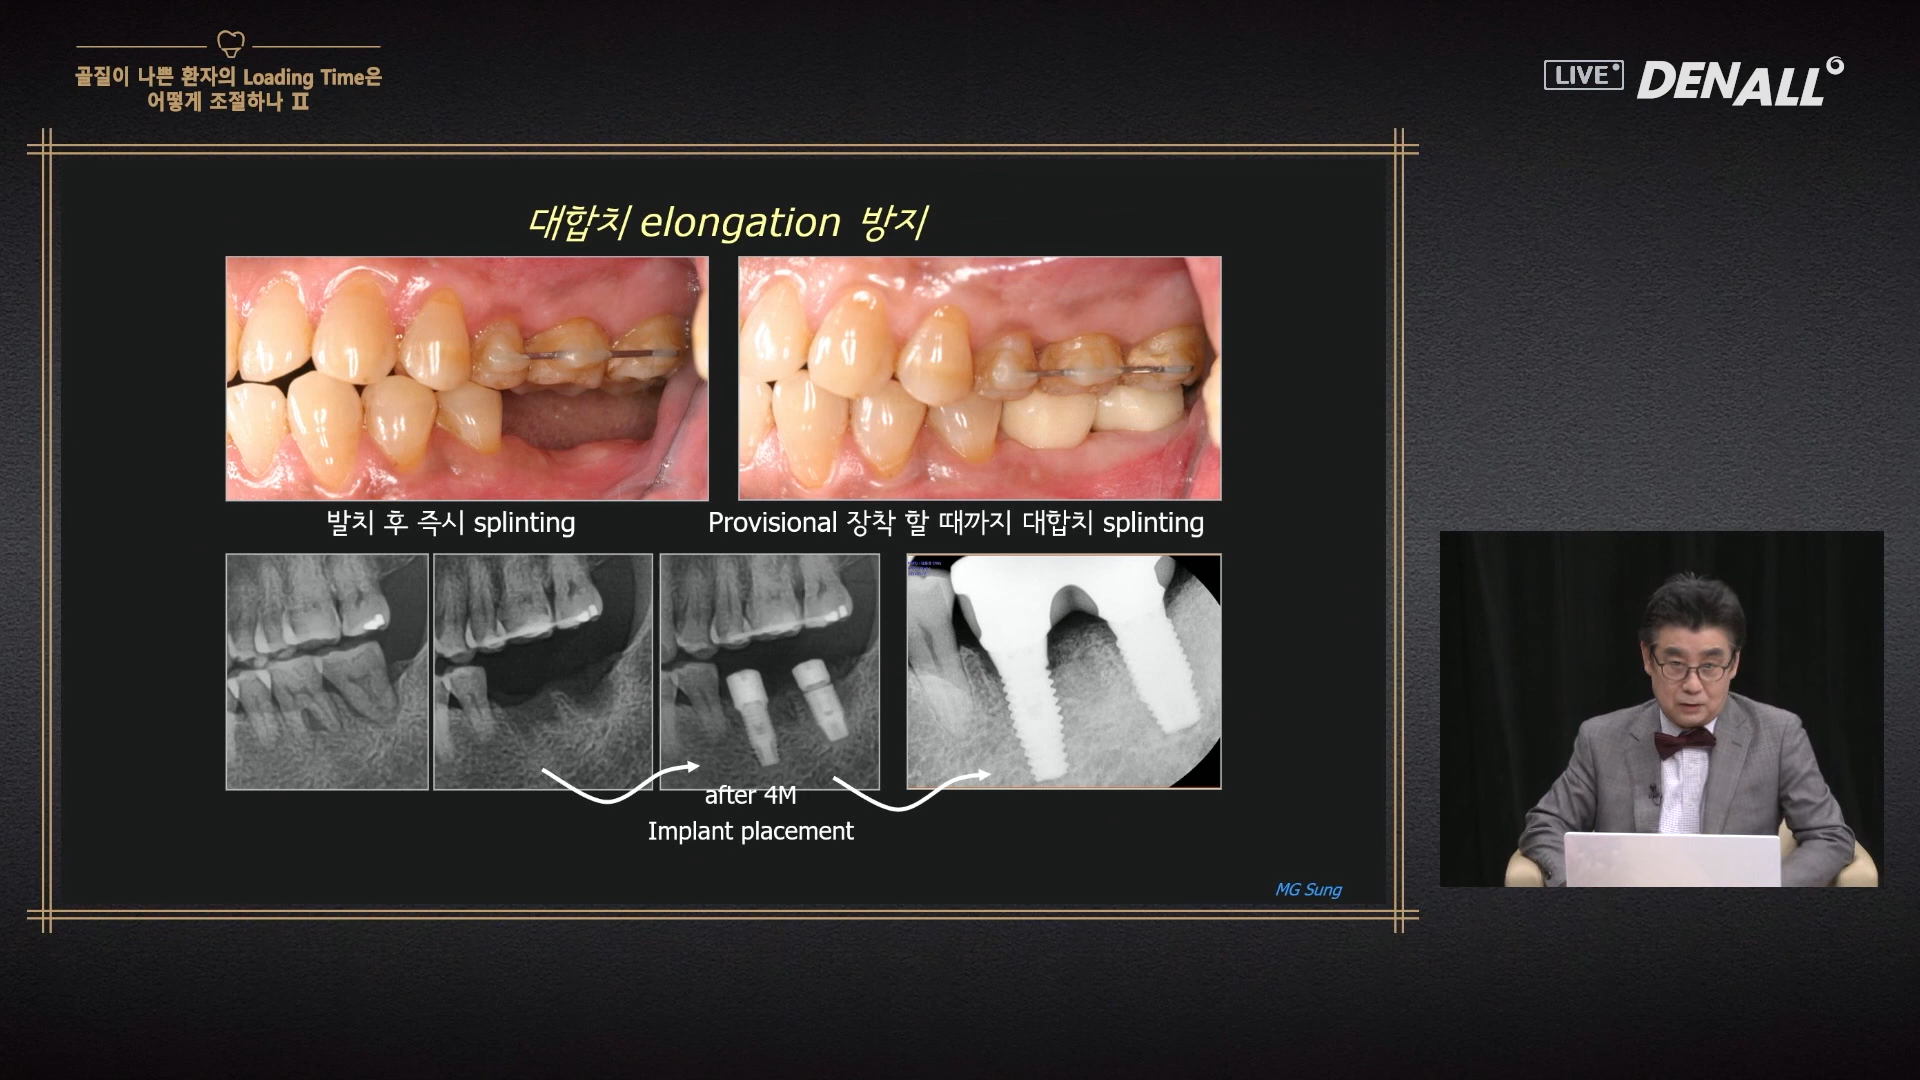 골질이 나쁜 환자의 Loading Time은
어떻게 조절하나 Ⅱ
LIVE
DENALL
대합치 elongation 방지
발치 후 즉시 splinting
Provisional 장착 할 때까지 대합치 splinting
after 4M
Implant placement
MG Sung